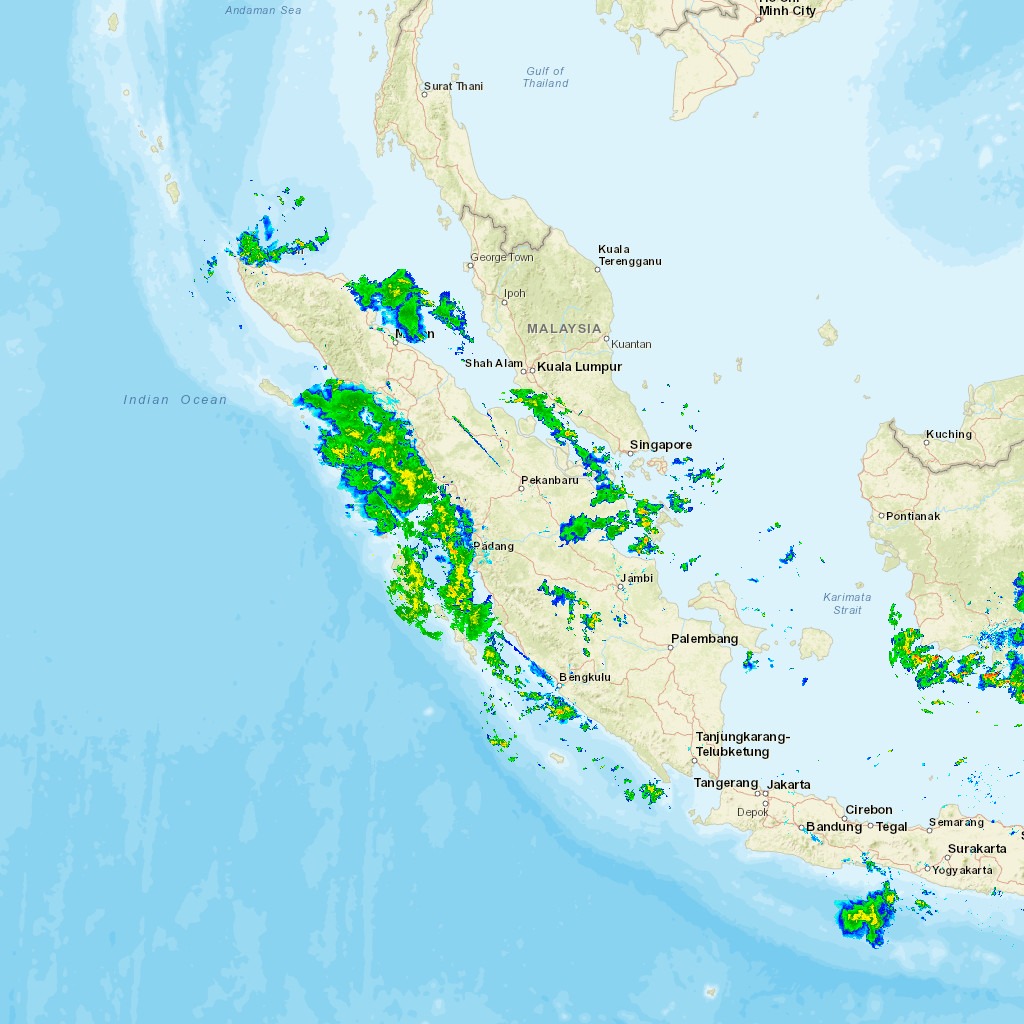 Andaman Sea
Minh City
Gulf of
Thailand
Surat Thani
Kuala
Terengganu
George Town
Ipoh
MALAYSIA
Kuantan
Shah Alam
Kuala Lumpur
Indian Ocean
Kuching
Singapore
Pekanbaru
Pontianak
Padang
Jambi
Karimata
Strait
Palembang
Bengkulu
Tanjungkarang-
Telubketung
Tangerang
Jakarta
Depok
Cirebon
Bandung
Tegal
Semarang
Surakarta
Yogyakarta